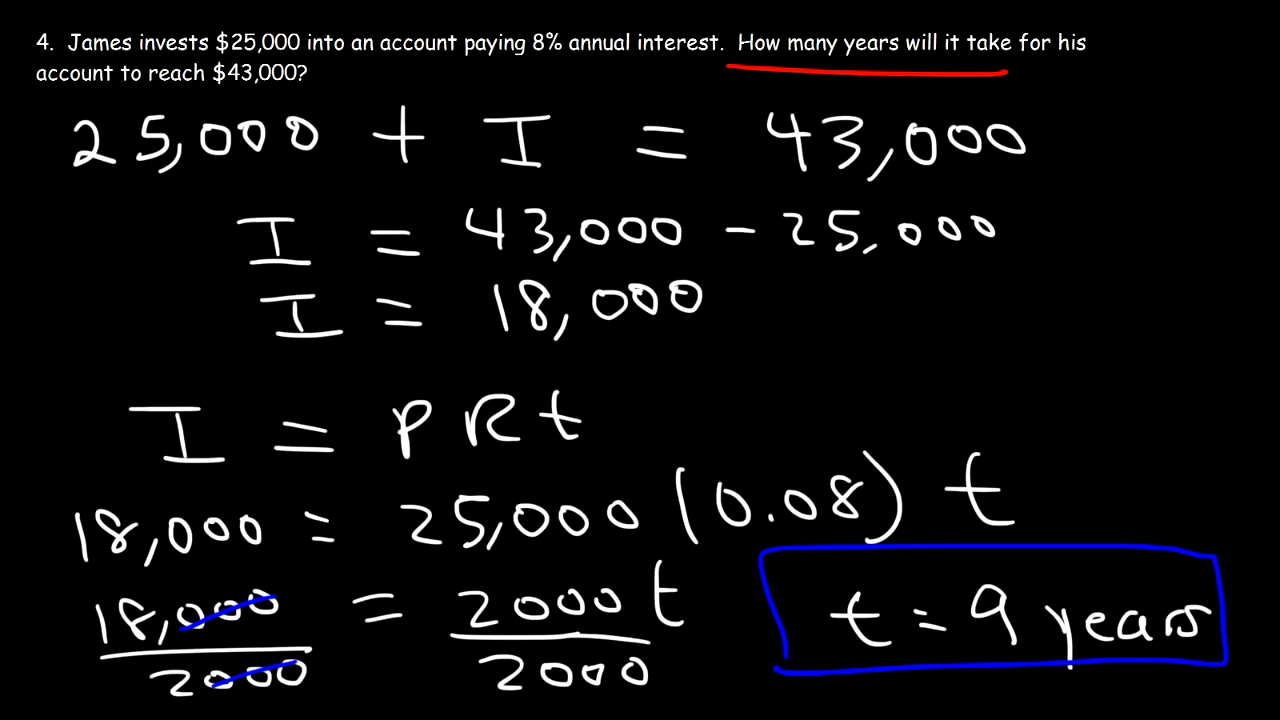 4. James invests $25,000 into an account paying 8% annual interest. How many years will it take for his
account to reach $43,000?
25,000 + I = 43,000
I = 43,000 - 25,000
I = 18,000
I = PRt
18,000 = 25,000 (0.08) t
18,000 = 2000 t
2000 2000
t = 9 years